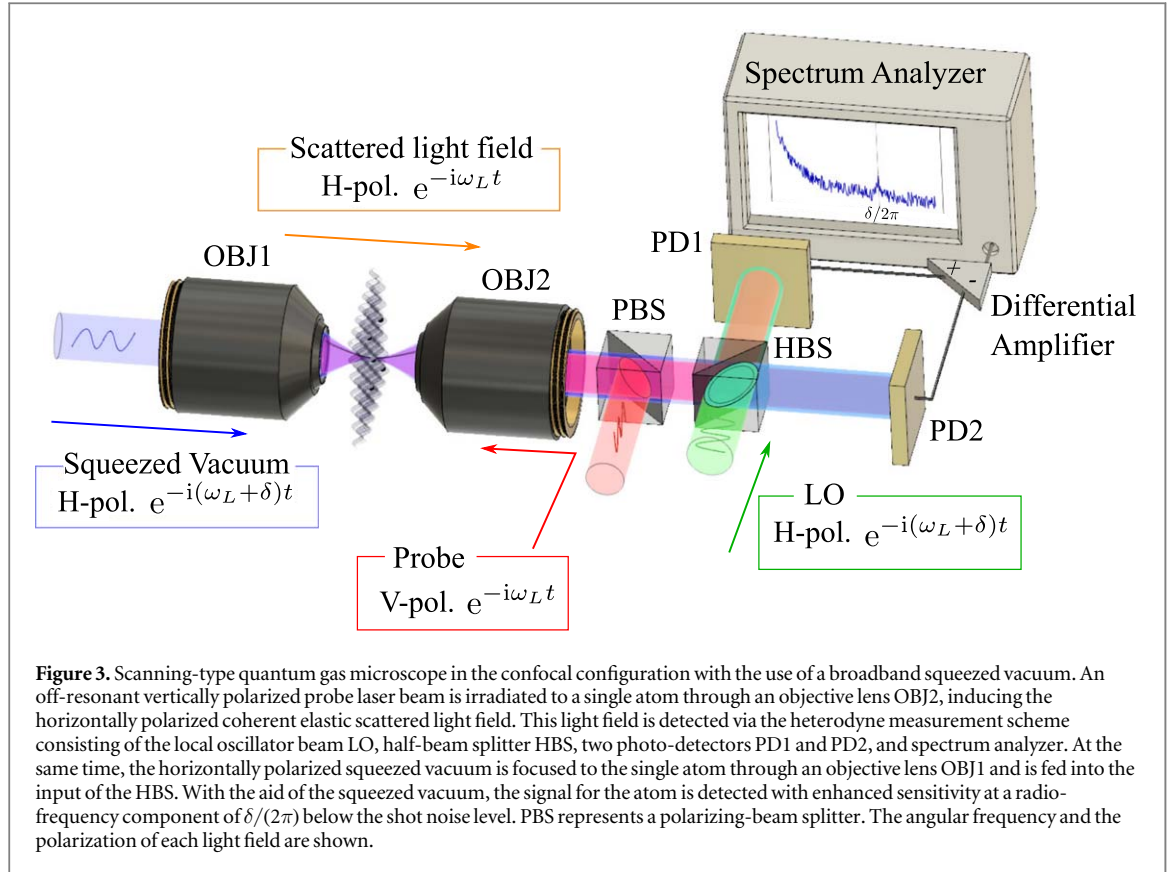 Spectrum Analyzer
δ/2π
Scattered light field
H-pol. e^{-iω_L t}
OBJ1
OBJ2
PBS
PD1
HBS
+
-
Differential
Amplifier
PD2
Squeezed Vacuum
H-pol. e^{-i(ω_L+δ)t}
LO
H-pol. e^{-i(ω_L+δ)t}
Probe
V-pol. e^{-iω_L t}
Figure 3. Scanning-type quantum gas microscope in the confocal configuration with the use of a broadband squeezed vacuum. An
off-resonant vertically polarized probe laser beam is irradiated to a single atom through an objective lens OBJ2, inducing the
horizontally polarized coherent elastic scattered light field. This light field is detected via the heterodyne measurement scheme
consisting of the local oscillator beam LO, half-beam splitter HBS, two photo-detectors PD1 and PD2, and spectrum analyzer. At the
same time, the horizontally polarized squeezed vacuum is focused to the single atom through an objective lens OBJ1 and is fed into the
input of the HBS. With the aid of the squeezed vacuum, the signal for the atom is detected with enhanced sensitivity at a radio-
frequency component of δ/(2π) below the shot noise level. PBS represents a polarizing-beam splitter. The angular frequency and the
polarization of each light field are shown.